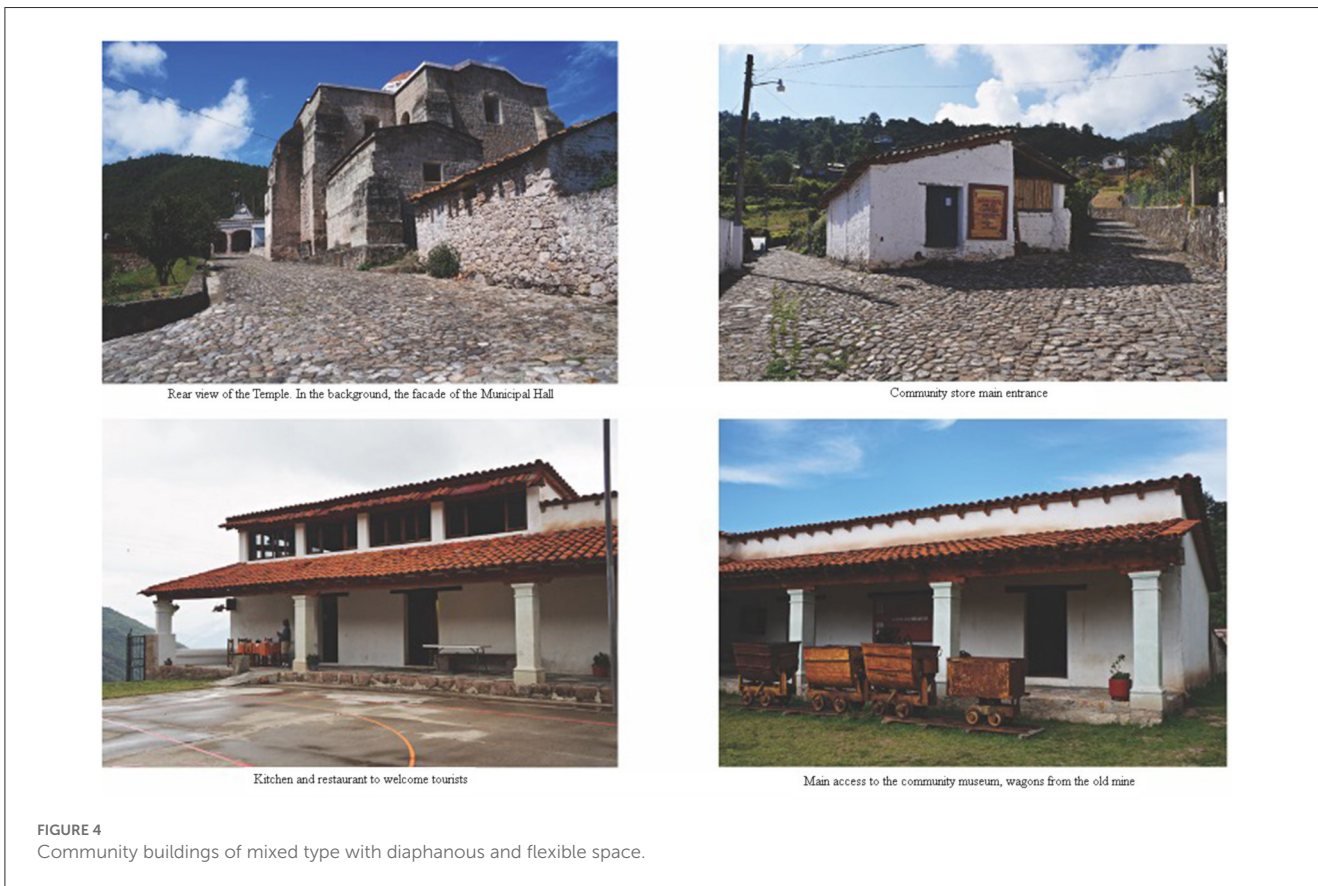 Rear view of the Temple. In the background, the facade of the Municipal Hall
Community store main entrance
Kitchen and restaurant to welcome tourists
Main access to the community museum, wagons from the old mine
FIGURE 4
Community buildings of mixed type with diaphanous and flexible space.